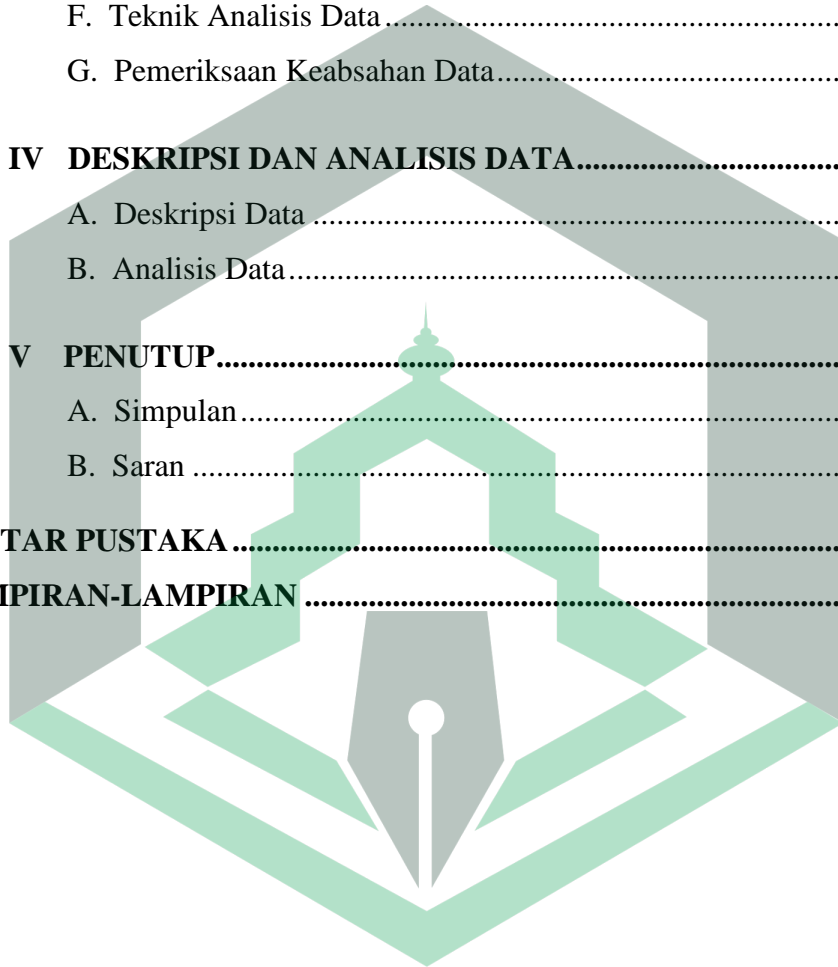 F. Teknik Analisis Data ........................................................
G. Pemeriksaan Keabsahan Data...........................................
IV DESKRIPSI DAN ANALISIS DATA.................................
A. Deskripsi Data .................................................................
B. Analisis Data....................................................................
V PENUTUP.............................................................................
A. Simpulan..........................................................................
B. Saran ................................................................................
TAR PUSTAKA ...........................................................................
MPIRAN-LAMPIRAN ..................................................................